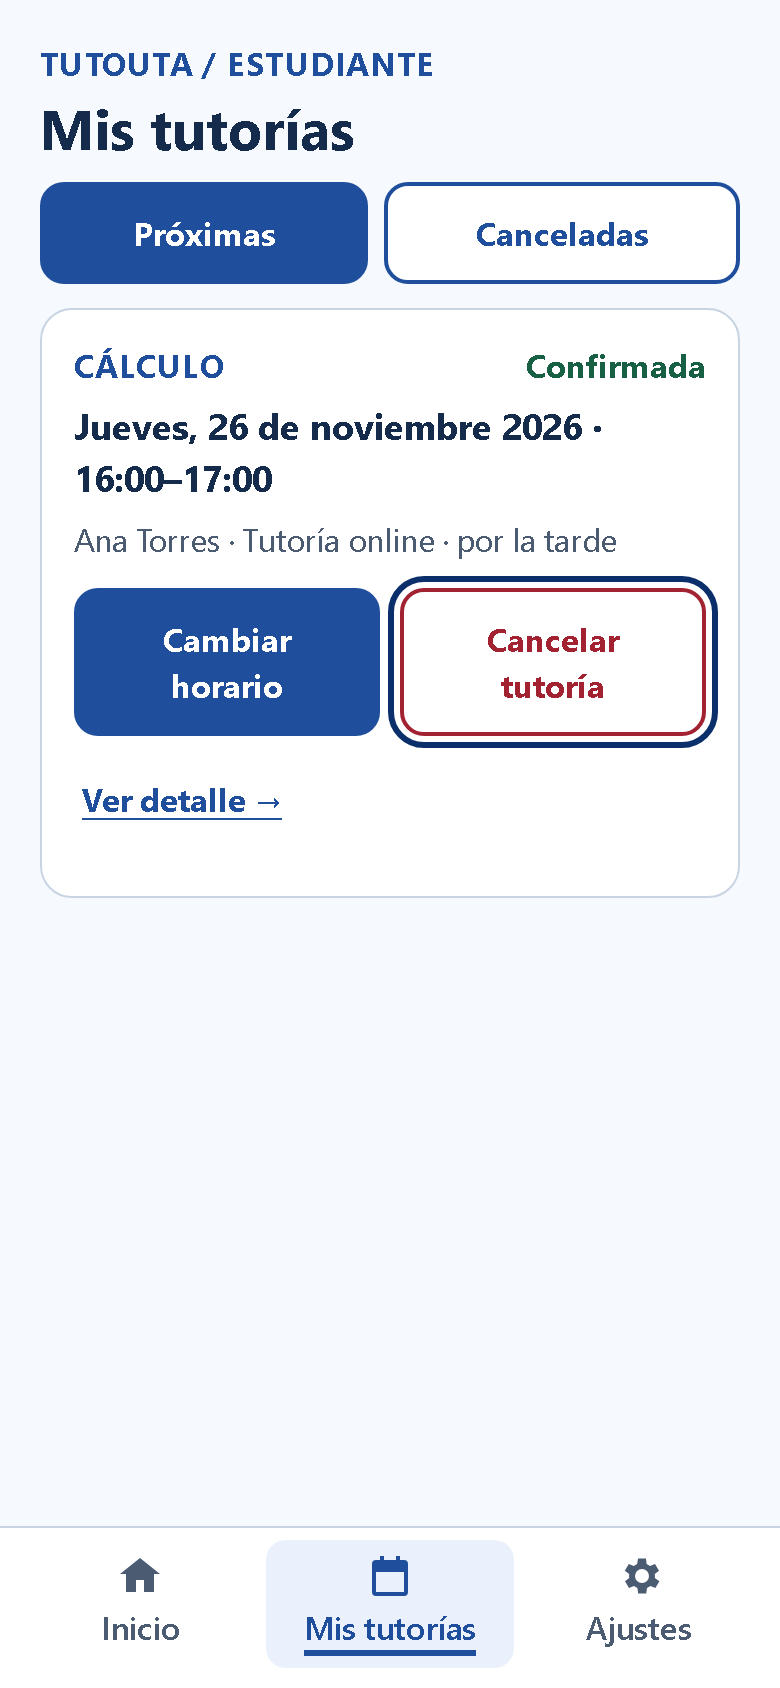 TUTOUTA / ESTUDIANTE
Mis tutorías
Próximas
Canceladas
CÁLCULO
Confirmada
Jueves, 26 de noviembre 2026 ·
16:00–17:00
Ana Torres · Tutoría online · por la tarde
Cambiar
horario
Cancelar
tutoría
Ver detalle →
Inicio
Mis tutorías
Ajustes